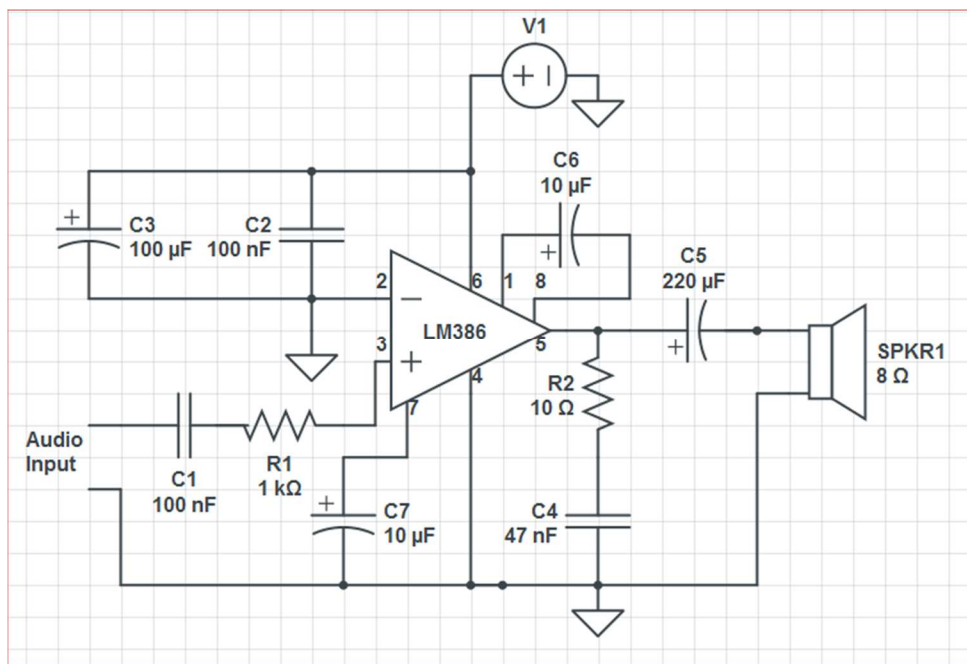 V1
+ −
C6
10 µF
+
C3
100 µF
+
C2
100 nF
C5
220 µF
+
2
−
6
1
8
LM386
3
+
5
4
7
SPKR1
8 Ω
R2
10 Ω
Audio
Input
C1
100 nF
R1
1 kΩ
+
C7
10 µF
C4
47 nF